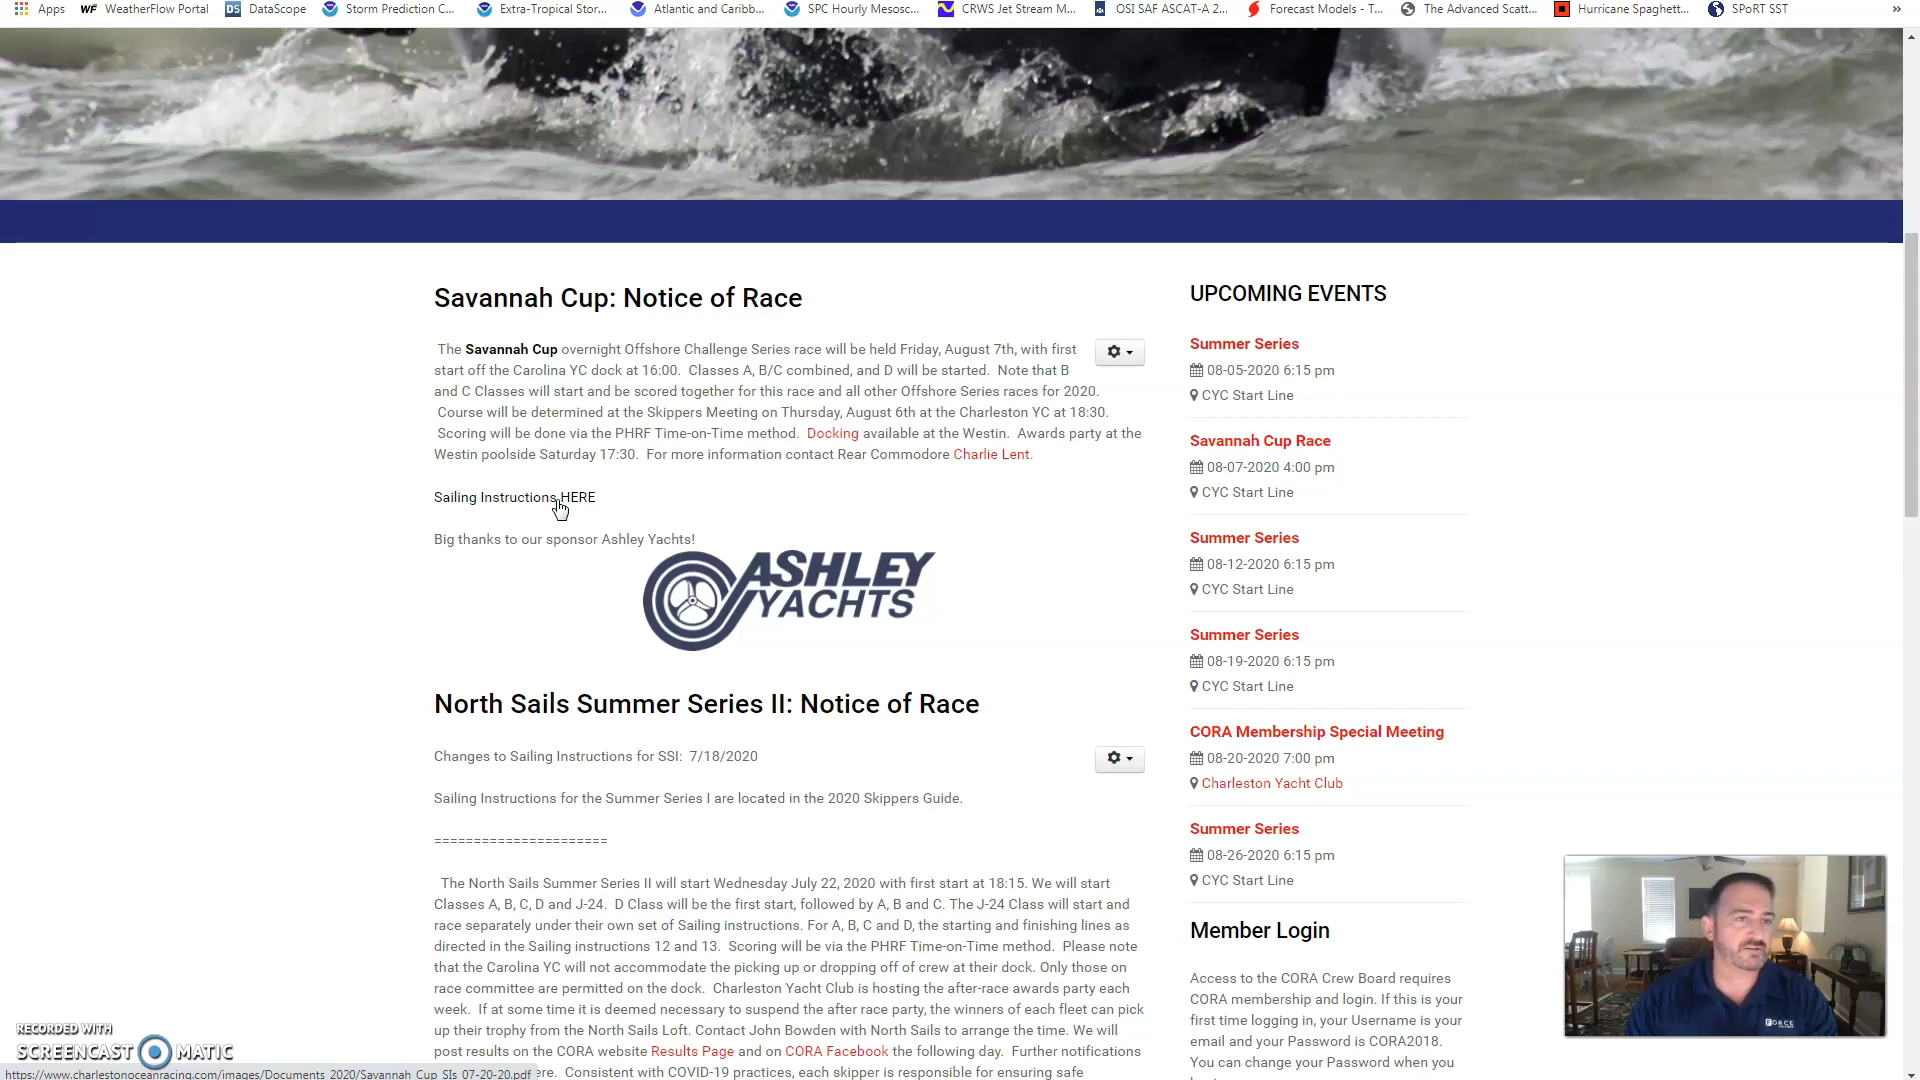 Apps WeatherFlow Portal DataScope Storm Prediction C... Extra-Tropical Stor... Atlantic and Caribb... SPC Hourly Mesosc... CRWS Jet Stream M... OSI SAF ASCAT-A 2... Forecast Models - T... The Advanced Scatt... Hurricane Spaghett... SPoRT SST »
Savannah Cup: Notice of Race
The Savannah Cup overnight Offshore Challenge Series race will be held Friday, August 7th, with first
start off the Carolina YC dock at 16:00. Classes A, B/C combined, and D will be started. Note that B
and C Classes will start and be scored together for this race and all other Offshore Series races for 2020.
Course will be determined at the Skippers Meeting on Thursday, August 6th at the Charleston YC at 18:30.
Scoring will be done via the PHRF Time-on-Time method. Docking available at the Westin. Awards party at the
Westin poolside Saturday 17:30. For more information contact Rear Commodore Charlie Lent.
Sailing Instructions HERE
Big thanks to our sponsor Ashley Yachts!
ASHLEY
YACHTS
North Sails Summer Series II: Notice of Race
Changes to Sailing Instructions for SSI: 7/18/2020
Sailing Instructions for the Summer Series I are located in the 2020 Skippers Guide.
======================
The North Sails Summer Series II will start Wednesday July 22, 2020 with first start at 18:15. We will start
Classes A, B, C, D and J-24. D Class will be the first start, followed by A, B and C. The J-24 Class will start and
race separately under their own set of Sailing instructions. For A, B, C and D, the starting and finishing lines as
directed in the Sailing instructions 12 and 13. Scoring will be via the PHRF Time-on-Time method. Please note
that the Carolina YC will not accommodate the picking up or dropping off of crew at their dock. Only those on
race committee are permitted on the dock. Charleston Yacht Club is hosting the after-race awards party each
week. If at some time it is deemed necessary to suspend the after race party, the winners of each fleet can pick
up their trophy from the North Sails Loft. Contact John Bowden with North Sails to arrange the time. We will
post results on the CORA website Results Page and on CORA Facebook the following day. Further notifications
ere. Consistent with COVID-19 practices, each skipper is responsible for ensuring safe
UPCOMING EVENTS
Summer Series
08-05-2020 6:15 pm
CYC Start Line
Savannah Cup Race
08-07-2020 4:00 pm
CYC Start Line
Summer Series
08-12-2020 6:15 pm
CYC Start Line
Summer Series
08-19-2020 6:15 pm
CYC Start Line
CORA Membership Special Meeting
08-20-2020 7:00 pm
Charleston Yacht Club
Summer Series
08-26-2020 6:15 pm
CYC Start Line
Member Login
Access to the CORA Crew Board requires
CORA membership and login. If this is your
first time logging in, your Username is your
email and your Password is CORA2018.
You can change your Password when you
FORCE
RECORDED WITH
SCREENCAST MATIC
https://www.charlestonoceanracing.com/images/Documents_2020/Savannah_Cup_SIs_07-20-20.pdf